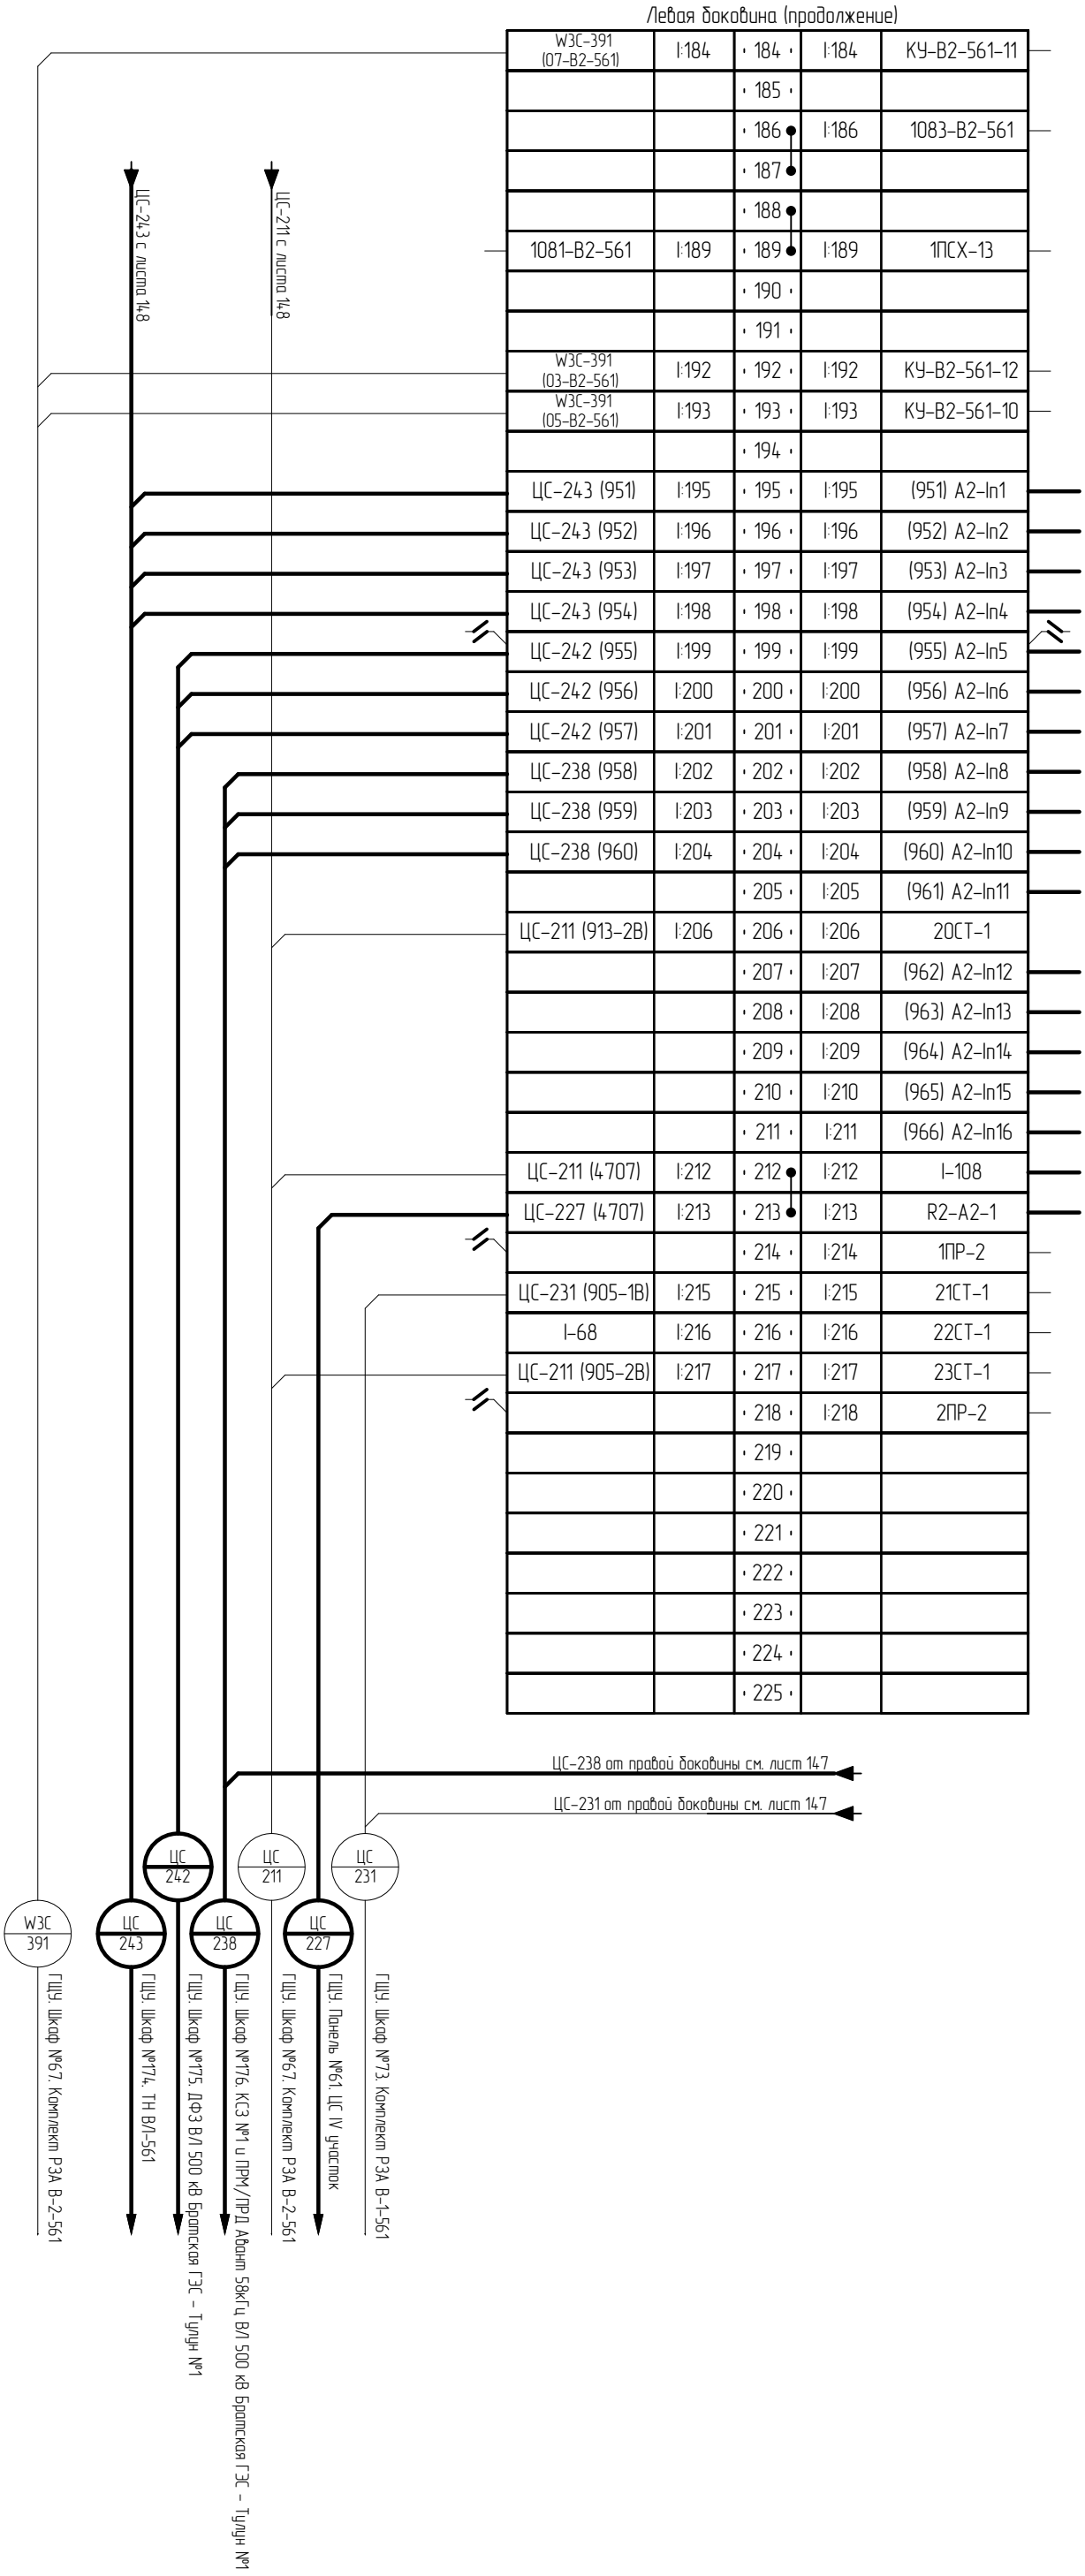 Левая боковина (продолжение)
W3C-391 (07-В2-561) I:184 184 I:184 КУ-В2-561-11
185
186 I:186 1083-В2-561
187
188
1081-В2-561 I:189 189 I:189 1ПСХ-13
190
191
W3C-391 (03-В2-561) I:192 192 I:192 КУ-В2-561-12
W3C-391 (05-В2-561) I:193 193 I:193 КУ-В2-561-10
194
ЦС-243 (951) I:195 195 I:195 (951) A2-In1
ЦС-243 (952) I:196 196 I:196 (952) A2-In2
ЦС-243 (953) I:197 197 I:197 (953) A2-In3
ЦС-243 (954) I:198 198 I:198 (954) A2-In4
ЦС-242 (955) I:199 199 I:199 (955) A2-In5
ЦС-242 (956) I:200 200 I:200 (956) A2-In6
ЦС-242 (957) I:201 201 I:201 (957) A2-In7
ЦС-238 (958) I:202 202 I:202 (958) A2-In8
ЦС-238 (959) I:203 203 I:203 (959) A2-In9
ЦС-238 (960) I:204 204 I:204 (960) A2-In10
205 I:205 (961) A2-In11
ЦС-211 (913-2В) I:206 206 I:206 20СТ-1
207 I:207 (962) A2-In12
208 I:208 (963) A2-In13
209 I:209 (964) A2-In14
210 I:210 (965) A2-In15
211 I:211 (966) A2-In16
ЦС-211 (4707) I:212 212 I:212 I-108
ЦС-227 (4707) I:213 213 I:213 R2-A2-1
214 I:214 1ПР-2
ЦС-231 (905-1В) I:215 215 I:215 21СТ-1
I-68 I:216 216 I:216 22СТ-1
ЦС-211 (905-2В) I:217 217 I:217 23СТ-1
218 I:218 2ПР-2
219
220
221
222
223
224
225
ЦС-243 с листа 148
ЦС-211 с листа 148
ЦС-238 от правой боковины см. лист 147
ЦС-231 от правой боковины см. лист 147
ЦС 242
ЦС 211
ЦС 231
W3C 391
ЦС 243
ЦС 238
ЦС 227
ГЩУ. Шкаф №67. Комплект РЗА В-2-561
ГЩУ. Шкаф №174. ТН ВЛ-561
ГЩУ. Шкаф №175. ДФЗ ВЛ 500 кВ Братская ГЭС - Тулун №1
ГЩУ. Шкаф №176. КСЗ №1 и ПРМ/ПРД Авант 58кГц ВЛ 500 кВ Братская ГЭС - Тулун №1
ГЩУ. Шкаф №67. Комплект РЗА В-2-561
ГЩУ. Панель №61. ЦС IV участок
ГЩУ. Шкаф №73. Комплект РЗА В-1-561